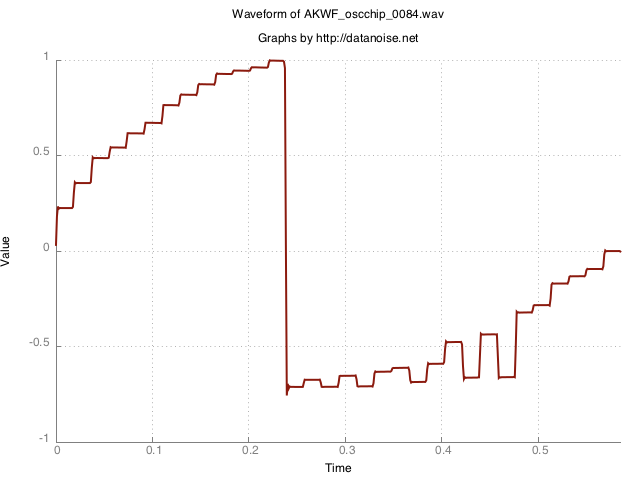 Waveform of AKWF_oscchip_0084.wav
Graphs by http://datanoise.net
1
0.5
0
-0.5
-1
Value
0 0.1 0.2 0.3 0.4 0.5
Time